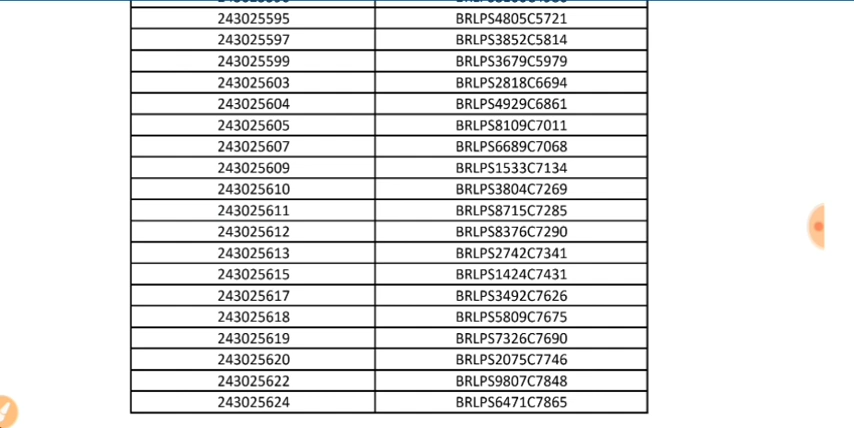 243025595 BRLPS4805C5721
243025597 BRLPS3852C5814
243025599 BRLPS3679C5979
243025603 BRLPS2818C6694
243025604 BRLPS4929C6861
243025605 BRLPS8109C7011
243025607 BRLPS6689C7068
243025609 BRLPS1533C7134
243025610 BRLPS3804C7269
243025611 BRLPS8715C7285
243025612 BRLPS8376C7290
243025613 BRLPS2742C7341
243025615 BRLPS1424C7431
243025617 BRLPS3492C7626
243025618 BRLPS5809C7675
243025619 BRLPS7326C7690
243025620 BRLPS2075C7746
243025622 BRLPS9807C7848
243025624 BRLPS6471C7865